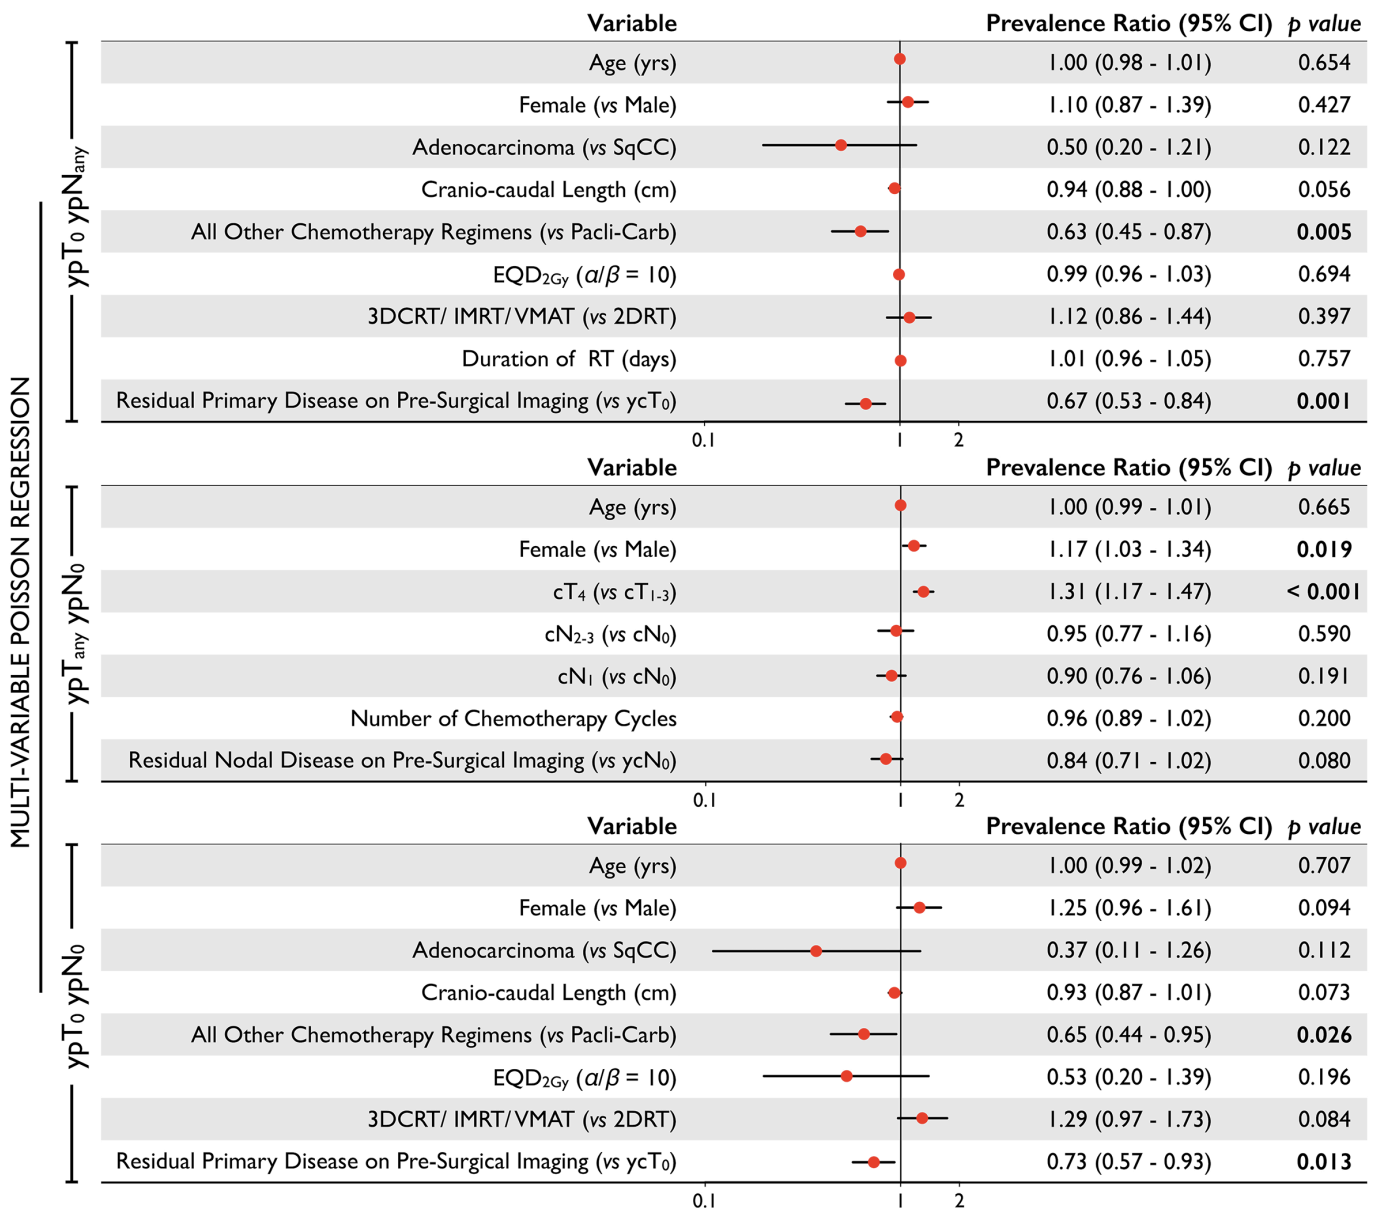 MULTI-VARIABLE POISSON REGRESSION
ypT₀ ypNany
Variable Prevalence Ratio (95% CI) p value
Age (yrs) 1.00 (0.98 - 1.01) 0.654
Female (vs Male) 1.10 (0.87 - 1.39) 0.427
Adenocarcinoma (vs SqCC) 0.50 (0.20 - 1.21) 0.122
Cranio-caudal Length (cm) 0.94 (0.88 - 1.00) 0.056
All Other Chemotherapy Regimens (vs Pacli-Carb) 0.63 (0.45 - 0.87) 0.005
EQD2Gy (α/β = 10) 0.99 (0.96 - 1.03) 0.694
3DCRT/ IMRT/ VMAT (vs 2DRT) 1.12 (0.86 - 1.44) 0.397
Duration of RT (days) 1.01 (0.96 - 1.05) 0.757
Residual Primary Disease on Pre-Surgical Imaging (vs ycT₀) 0.67 (0.53 - 0.84) 0.001
0.1 1 2
ypTany ypN₀
Variable Prevalence Ratio (95% CI) p value
Age (yrs) 1.00 (0.99 - 1.01) 0.665
Female (vs Male) 1.17 (1.03 - 1.34) 0.019
cT₄ (vs cT₁₋₃) 1.31 (1.17 - 1.47) < 0.001
cN₂₋₃ (vs cN₀) 0.95 (0.77 - 1.16) 0.590
cN₁ (vs cN₀) 0.90 (0.76 - 1.06) 0.191
Number of Chemotherapy Cycles 0.96 (0.89 - 1.02) 0.200
Residual Nodal Disease on Pre-Surgical Imaging (vs ycN₀) 0.84 (0.71 - 1.02) 0.080
0.1 1 2
ypT₀ ypN₀
Variable Prevalence Ratio (95% CI) p value
Age (yrs) 1.00 (0.99 - 1.02) 0.707
Female (vs Male) 1.25 (0.96 - 1.61) 0.094
Adenocarcinoma (vs SqCC) 0.37 (0.11 - 1.26) 0.112
Cranio-caudal Length (cm) 0.93 (0.87 - 1.01) 0.073
All Other Chemotherapy Regimens (vs Pacli-Carb) 0.65 (0.44 - 0.95) 0.026
EQD2Gy (α/β = 10) 0.53 (0.20 - 1.39) 0.196
3DCRT/ IMRT/ VMAT (vs 2DRT) 1.29 (0.97 - 1.73) 0.084
Residual Primary Disease on Pre-Surgical Imaging (vs ycT₀) 0.73 (0.57 - 0.93) 0.013
0.1 1 2